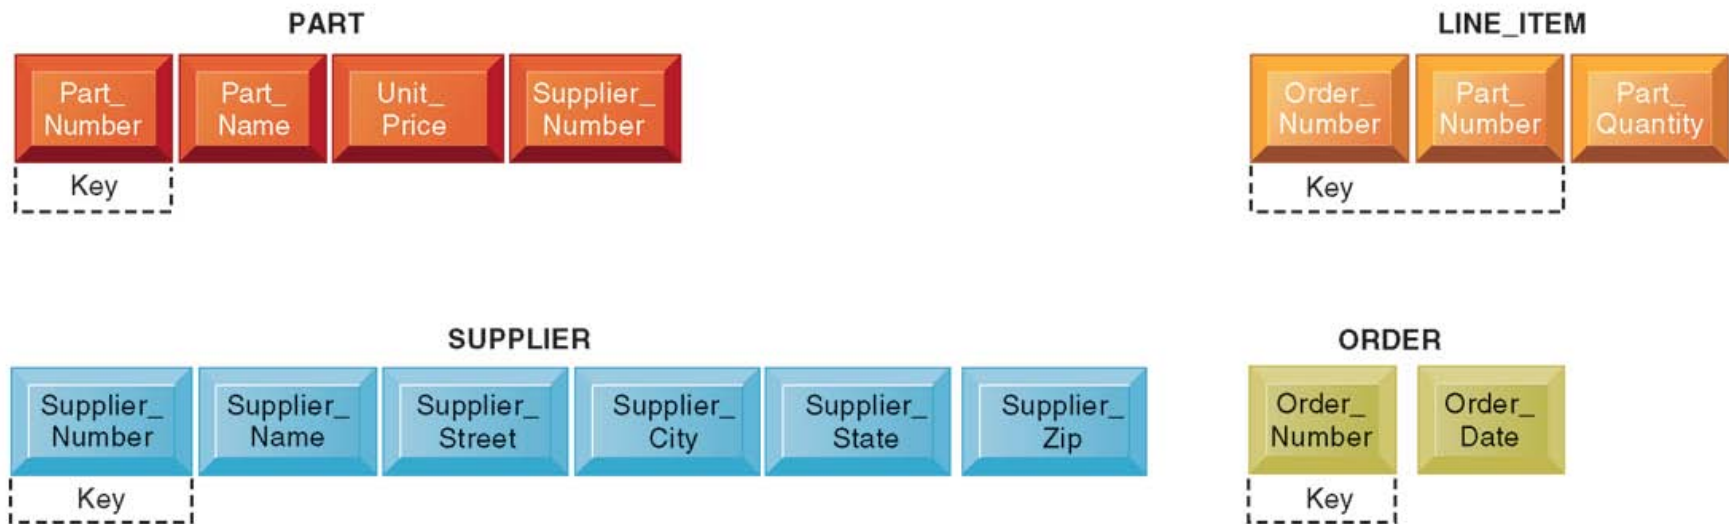 PART
Part_
Number
Part_
Name
Unit_
Price
Supplier_
Number
Key
LINE_ITEM
Order_
Number
Part_
Number
Part_
Quantity
Key
SUPPLIER
Supplier_
Number
Supplier_
Name
Supplier_
Street
Supplier_
City
Supplier_
State
Supplier_
Zip
Key
ORDER
Order_
Number
Order_
Date
Key